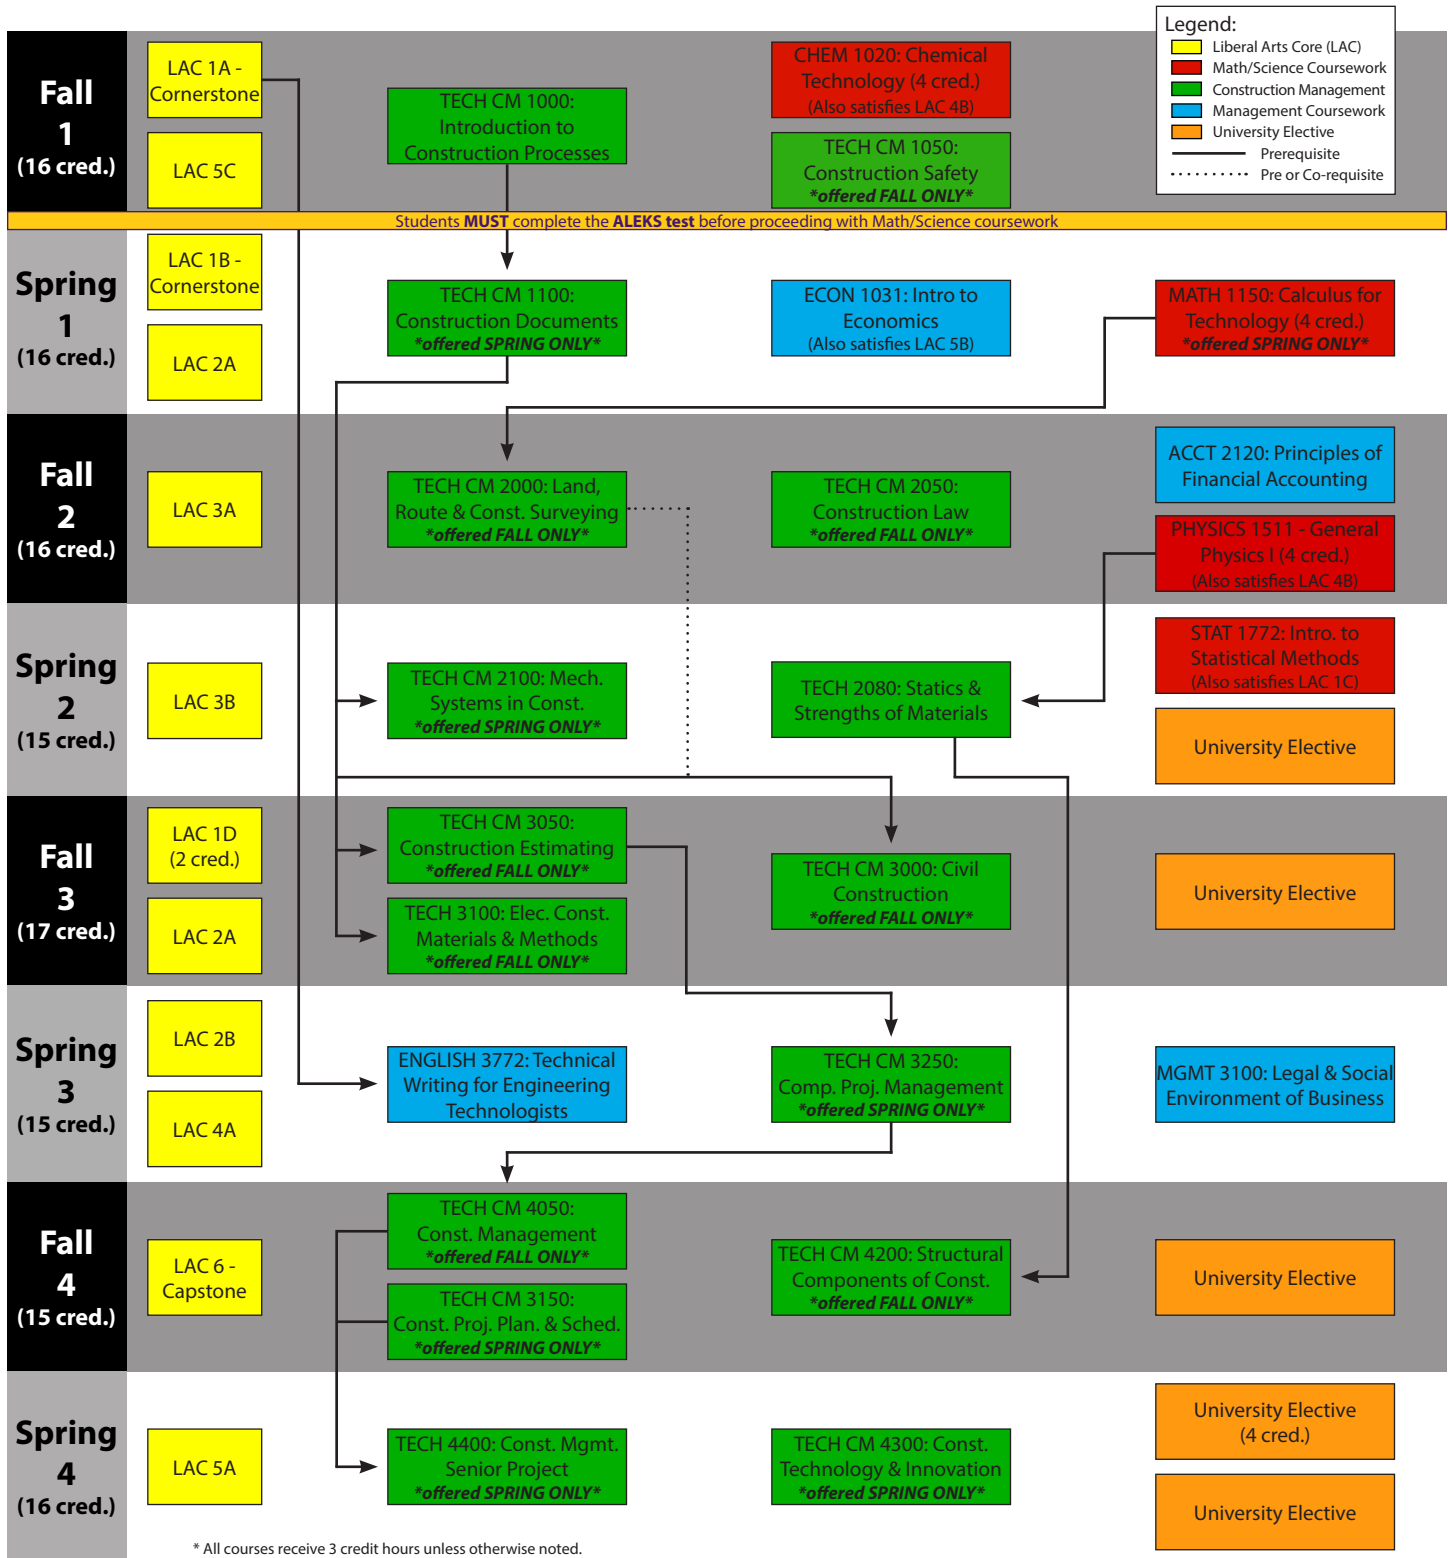 Legend:
Liberal Arts Core (LAC)
Math/Science Coursework
Construction Management
Management Coursework
University Elective
Prerequisite
Pre or Co-requisite
Fall
1
(16 cred.)
LAC 1A -
Cornerstone
LAC 5C
TECH CM 1000:
Introduction to
Construction Processes
CHEM 1020: Chemical
Technology (4 cred.)
(Also satisfies LAC 4B)
TECH CM 1050:
Construction Safety
*offered FALL ONLY*
Students MUST complete the ALEKS test before proceeding with Math/Science coursework
Spring
1
(16 cred.)
LAC 1B -
Cornerstone
LAC 2A
TECH CM 1100:
Construction Documents
*offered SPRING ONLY*
ECON 1031: Intro to
Economics
(Also satisfies LAC 5B)
MATH 1150: Calculus for
Technology (4 cred.)
*offered SPRING ONLY*
Fall
2
(16 cred.)
LAC 3A
TECH CM 2000: Land,
Route & Const. Surveying
*offered FALL ONLY*
TECH CM 2050:
Construction Law
*offered FALL ONLY*
ACCT 2120: Principles of
Financial Accounting
PHYSICS 1511 - General
Physics I (4 cred.)
(Also satisfies LAC 4B)
Spring
2
(15 cred.)
LAC 3B
TECH CM 2100: Mech.
Systems in Const.
*offered SPRING ONLY*
TECH 2080: Statics &
Strengths of Materials
STAT 1772: Intro. to
Statistical Methods
(Also satisfies LAC 1C)
University Elective
Fall
3
(17 cred.)
LAC 1D
(2 cred.)
LAC 2A
TECH CM 3050:
Construction Estimating
*offered FALL ONLY*
TECH 3100: Elec. Const.
Materials & Methods
*offered FALL ONLY*
TECH CM 3000: Civil
Construction
*offered FALL ONLY*
University Elective
Spring
3
(15 cred.)
LAC 2B
LAC 4A
ENGLISH 3772: Technical
Writing for Engineering
Technologists
TECH CM 3250:
Comp. Proj. Management
*offered SPRING ONLY*
MGMT 3100: Legal & Social
Environment of Business
Fall
4
(15 cred.)
LAC 6 -
Capstone
TECH CM 4050:
Const. Management
*offered FALL ONLY*
TECH CM 3150:
Const. Proj. Plan. & Sched.
*offered SPRING ONLY*
TECH CM 4200: Structural
Components of Const.
*offered FALL ONLY*
University Elective
Spring
4
(16 cred.)
LAC 5A
TECH 4400: Const. Mgmt.
Senior Project
*offered SPRING ONLY*
TECH CM 4300: Const.
Technology & Innovation
*offered SPRING ONLY*
University Elective
(4 cred.)
University Elective
* All courses receive 3 credit hours unless otherwise noted.